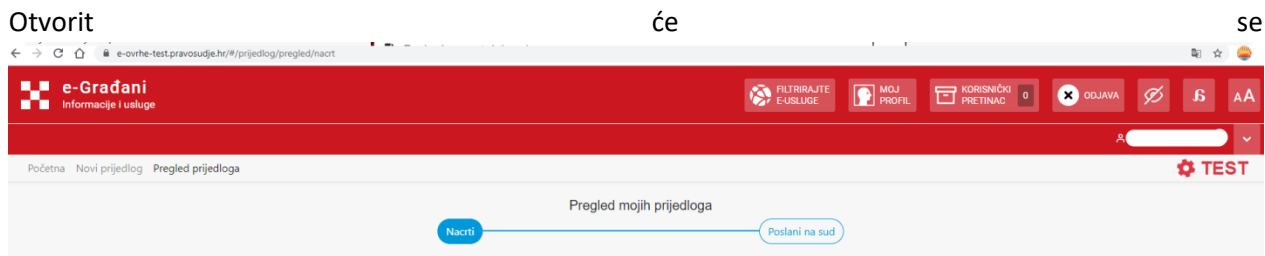 Otvorit će se
e-ovrhe-test.pravosudje.hr/#/prijedlog/pregled/nacrt
e-Građani
Informacije i usluge
FILTRIRAJTE
E-USLUGE
MOJ
PROFIL
KORISNIČKI
PRETINAC
0
ODJAVA
AA
Početna Novi prijedlog Pregled prijedloga
TEST
Pregled mojih prijedloga
Nacrti
Poslani na sud